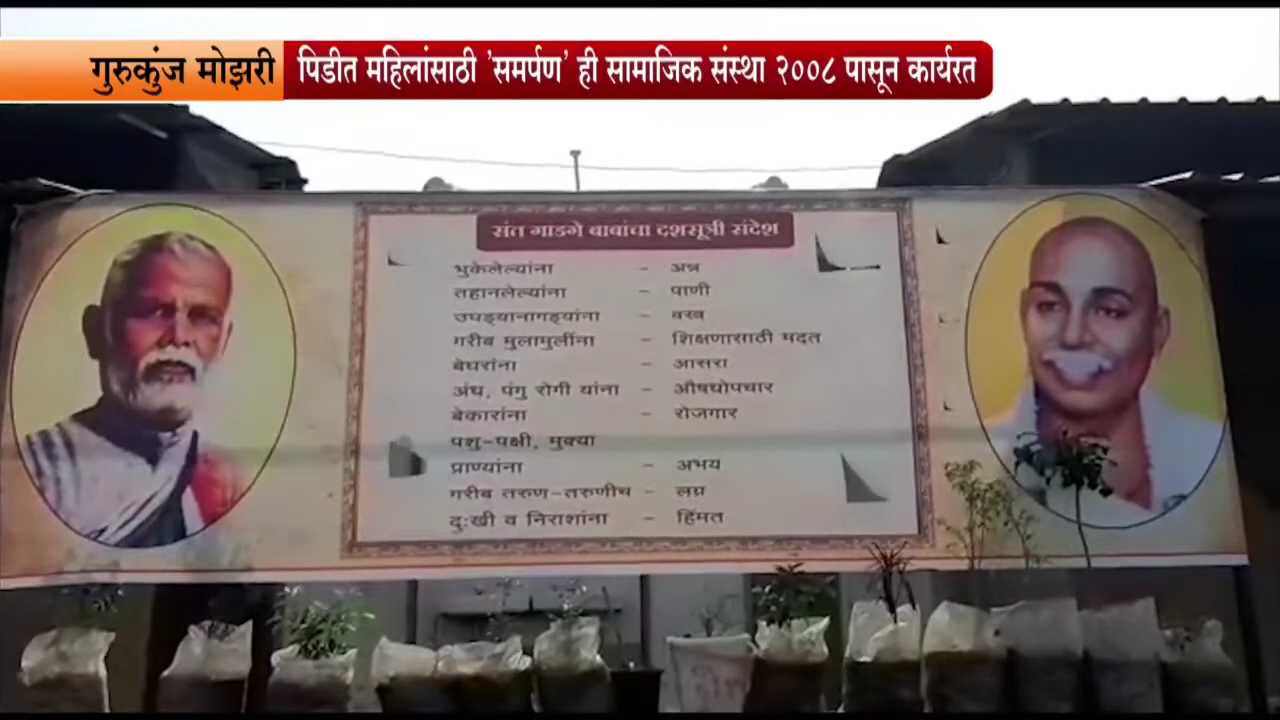 गुरुकुंज मोझरी
पिडीत महिलांसाठी 'समर्पण' ही सामाजिक संस्था २००८ पासून कार्यरत
संत गाडगे बाबांचा दशसूत्री संदेश
भुकेलेल्यांना - अन्न
तहानलेल्यांना - पाणी
उघड्यानागड्यांना - वस्त्र
गरीब मुलामुलींना - शिक्षणासाठी मदत
बेघरांना - आसरा
अंध, पंगु रोगी यांना - औषधोपचार
बेकारांना - रोजगार
पशु-पक्षी, मुक्या
प्राण्यांना - अभय
गरीब तरुण-तरुणींच - लग्न
दुःखी व निराशांना - हिंमत